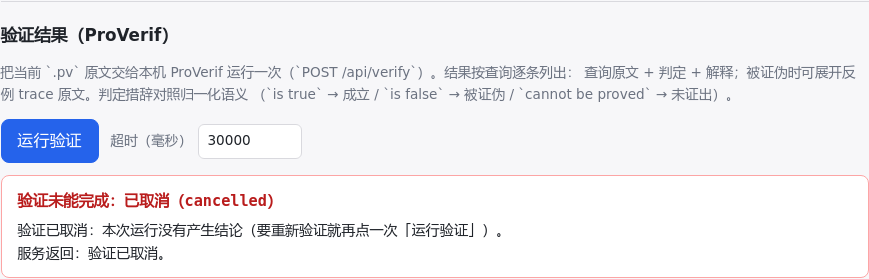 验证结果（ProVerif）
把当前 `.pv` 原文交给本机 ProVerif 运行一次（`POST /api/verify`）。结果按查询逐条列出： 查询原文 + 判定 + 解释；被证伪时可展开反
例 trace 原文。判定措辞对照归一化语义 （`is true` → 成立 / `is false` → 被证伪 / `cannot be proved` → 未证出）。
运行验证 超时（毫秒） 30000
验证未能完成：已取消（cancelled）
验证已取消：本次运行没有产生结论（要重新验证就再点一次「运行验证」）。
服务返回：验证已取消。